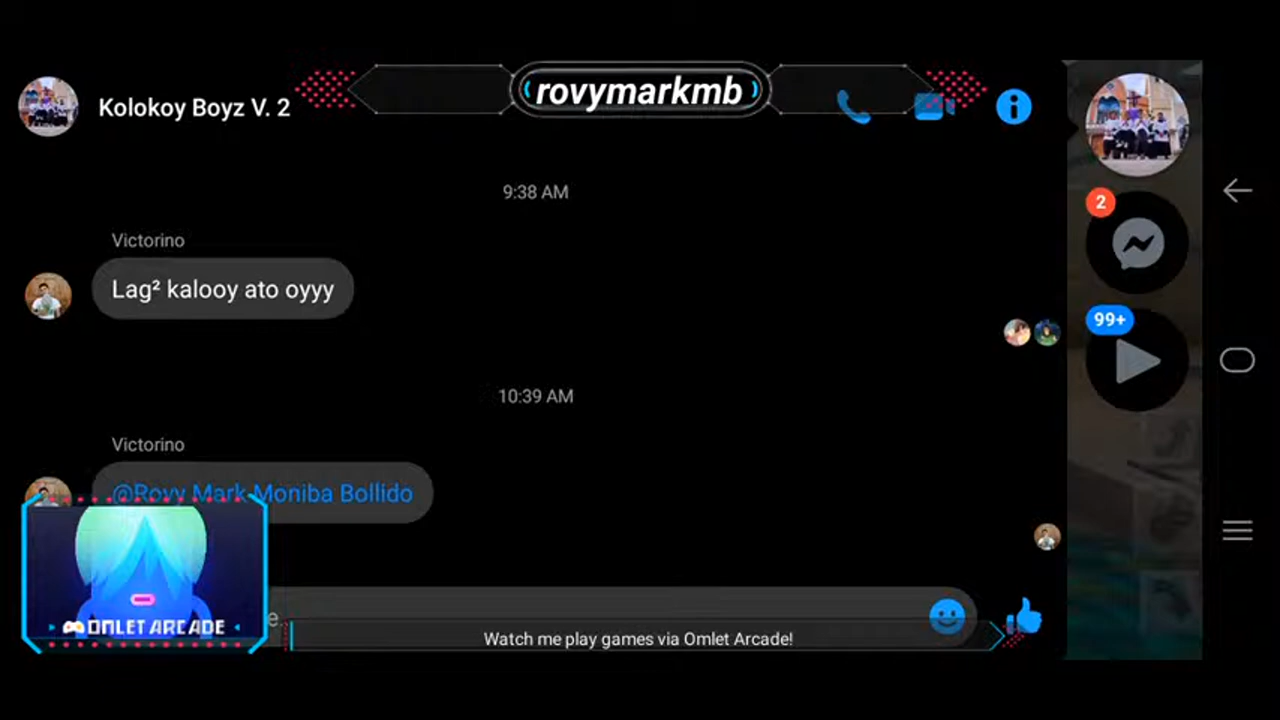 rovymarkmb
Kolokoy Boyz V. 2
9:38 AM
2
Victorino
Lag² kalooy ato oyyy
99+
10:39 AM
Victorino
@Rovy Mark Moniba Bollido
OMLET ARCADE
Watch me play games via Omlet Arcade!